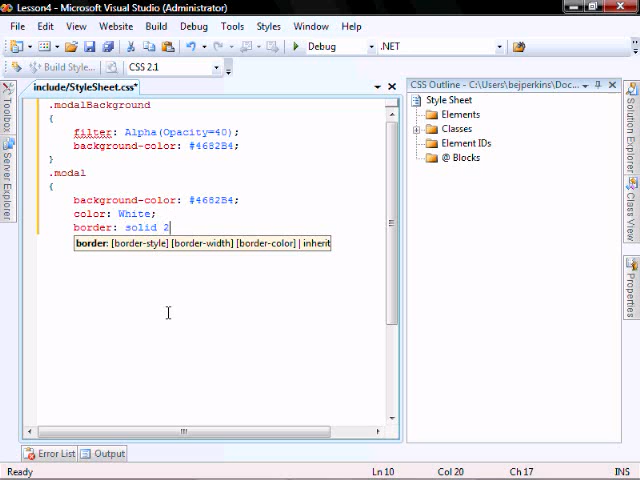 Lesson4 - Microsoft Visual Studio (Administrator)
File Edit View Website Build Debug Tools Styles Window Help
Debug .NET
Build Style... CSS 2.1
include/StyleSheet.css*
CSS Outline - C:\Users\bejperkins\Doc...
Toolbox
Server Explorer
.modalBackground
{
filter: Alpha(Opacity=40);
background-color: #4682B4;
}
.modal
{
background-color: #4682B4;
color: White;
border: solid 2
border: [border-style] [border-width] [border-color] | inherit
Style Sheet
Elements
Classes
Element IDs
@ Blocks
Solution Explorer
Class View
Properties
Error List Output
Ready Ln 10 Col 20 Ch 17 INS